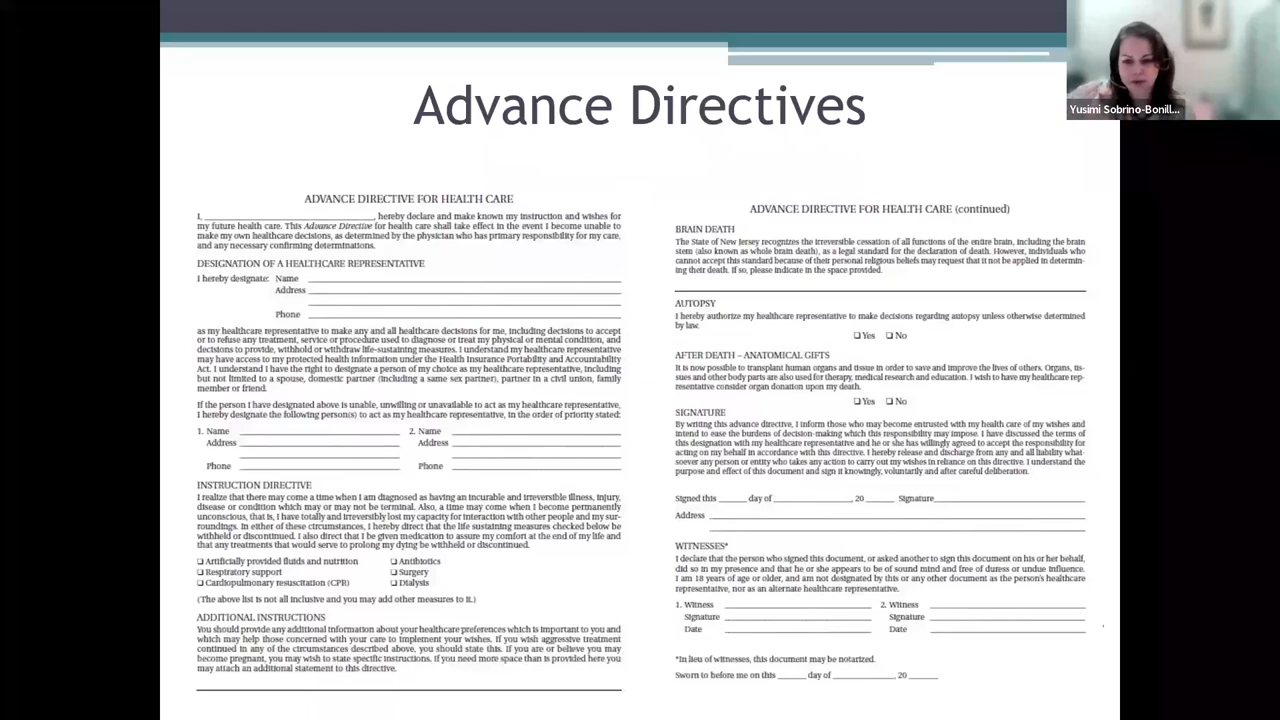 Advance Directives
Yusimi Sobrino-Bonill...
ADVANCE DIRECTIVE FOR HEALTH CARE
I, ____________, hereby declare and make known my instruction and wishes for
my future health care. This Advance Directive for health care shall take effect in the event I become unable to
make my own healthcare decisions, as determined by the physician who has primary responsibility for my care,
and any necessary confirming determinations.
DESIGNATION OF A HEALTHCARE REPRESENTATIVE
I hereby designate: Name
Address
Phone
as my healthcare representative to make any and all healthcare decisions for me, including decisions to accept
or to refuse any treatment, service or procedure used to diagnose or treat my physical or mental condition, and
decisions to provide, withhold or withdraw life-sustaining measures. I understand my healthcare representative
may have access to my protected health information under the Health Insurance Portability and Accountability
Act. I understand I have the right to designate a person of my choice as my healthcare representative, including
but not limited to a spouse, domestic partner (including a same sex partner), partner in a civil union, family
member or friend.
If the person I have designated above is unable, unwilling or unavailable to act as my healthcare representative,
I hereby designate the following person(s) to act as my healthcare representative, in the order of priority stated:
1. Name 2. Name
Address Address
Phone Phone
INSTRUCTION DIRECTIVE
I realize that there may come a time when I am diagnosed as having an incurable and irreversible illness, injury,
disease or condition which may or may not be terminal. Also, a time may come when I become permanently
unconscious, that is, I have totally and irreversibly lost my capacity for interaction with other people and my sur-
roundings. In either of these circumstances, I hereby direct that the life sustaining measures checked below be
withheld or discontinued. I also direct that I be given medication to assure my comfort at the end of my life and
that any treatments that would serve to prolong my dying be withheld or discontinued.
❏ Artificially provided fluids and nutrition ❏ Antibiotics
❏ Respiratory support ❏ Surgery
❏ Cardiopulmonary resuscitation (CPR) ❏ Dialysis
(The above list is not all inclusive and you may add other measures to it.)
ADDITIONAL INSTRUCTIONS
You should provide any additional information about your healthcare preferences which is important to you and
which may help those concerned with your care to implement your wishes. If you wish aggressive treatment
continued in any of the circumstances described above, you should state this. If you are or believe you may
become pregnant, you may wish to state specific instructions. If you need more space than is provided here you
may attach an additional statement to this directive.
ADVANCE DIRECTIVE FOR HEALTH CARE (continued)
BRAIN DEATH
The State of New Jersey recognizes the irreversible cessation of all functions of the entire brain, including the brain
stem (also known as whole brain death), as a legal standard for the declaration of death. However, individuals who
cannot accept this standard because of their personal religious beliefs may request that it not be applied in determin-
ing their death. If so, please indicate in the space provided.
AUTOPSY
I hereby authorize my healthcare representative to make decisions regarding autopsy unless otherwise determined
by law.
❏ Yes ❏ No
AFTER DEATH – ANATOMICAL GIFTS
It is now possible to transplant human organs and tissue in order to save and improve the lives of others. Organs, tis-
sues and other body parts are also used for therapy, medical research and education. I wish to have my healthcare rep-
resentative consider organ donation upon my death.
❏ Yes ❏ No
SIGNATURE
By writing this advance directive, I inform those who may become entrusted with my health care of my wishes and
intend to ease the burdens of decision-making which this responsibility may impose. I have discussed the terms of
this designation with my healthcare representative and he or she has willingly agreed to accept the responsibility for
acting on my behalf in accordance with this directive. I hereby release and discharge from any and all liability what-
soever any person or entity who takes any action to carry out my wishes in reliance on this directive. I understand the
purpose and effect of this document and sign it knowingly, voluntarily and after careful deliberation.
Signed this ______ day of ____________, 20 ______ Signature
Address
WITNESSES*
I declare that the person who signed this document, or asked another to sign this document on his or her behalf,
did so in my presence and that he or she appears to be of sound mind and free of duress or undue influence.
I am 18 years of age or older, and am not designated by this or any other document as the person's healthcare
representative, nor as an alternate healthcare representative.
1. Witness 2. Witness
Signature Signature
Date Date
*In lieu of witnesses, this document may be notarized.
Sworn to before me on this ______ day of ____________, 20 ______